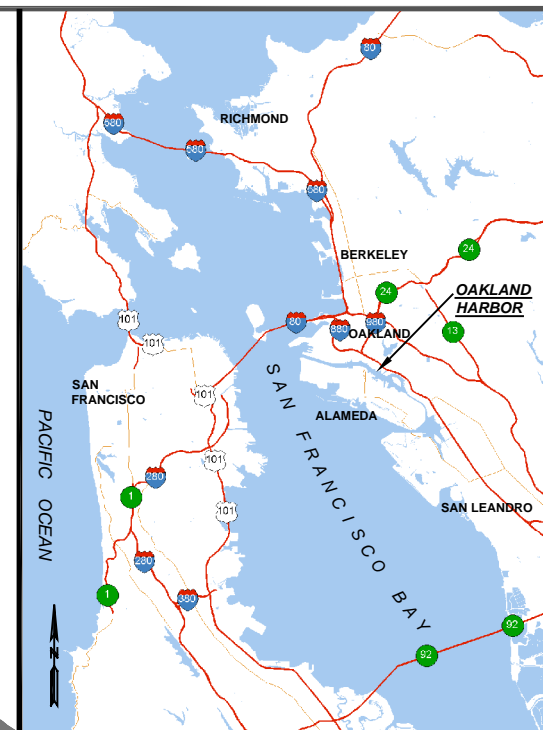 80
RICHMOND
580
580
580
BERKELEY
24
24
OAKLAND
HARBOR
101
80
880
980
13
101
OAKLAND
SAN
FRANCISCO
101
ALAMEDA
SAN FRANCISCO BAY
PACIFIC OCEAN
101
280
1
101
SAN LEANDRO
280
1
380
92
92
N